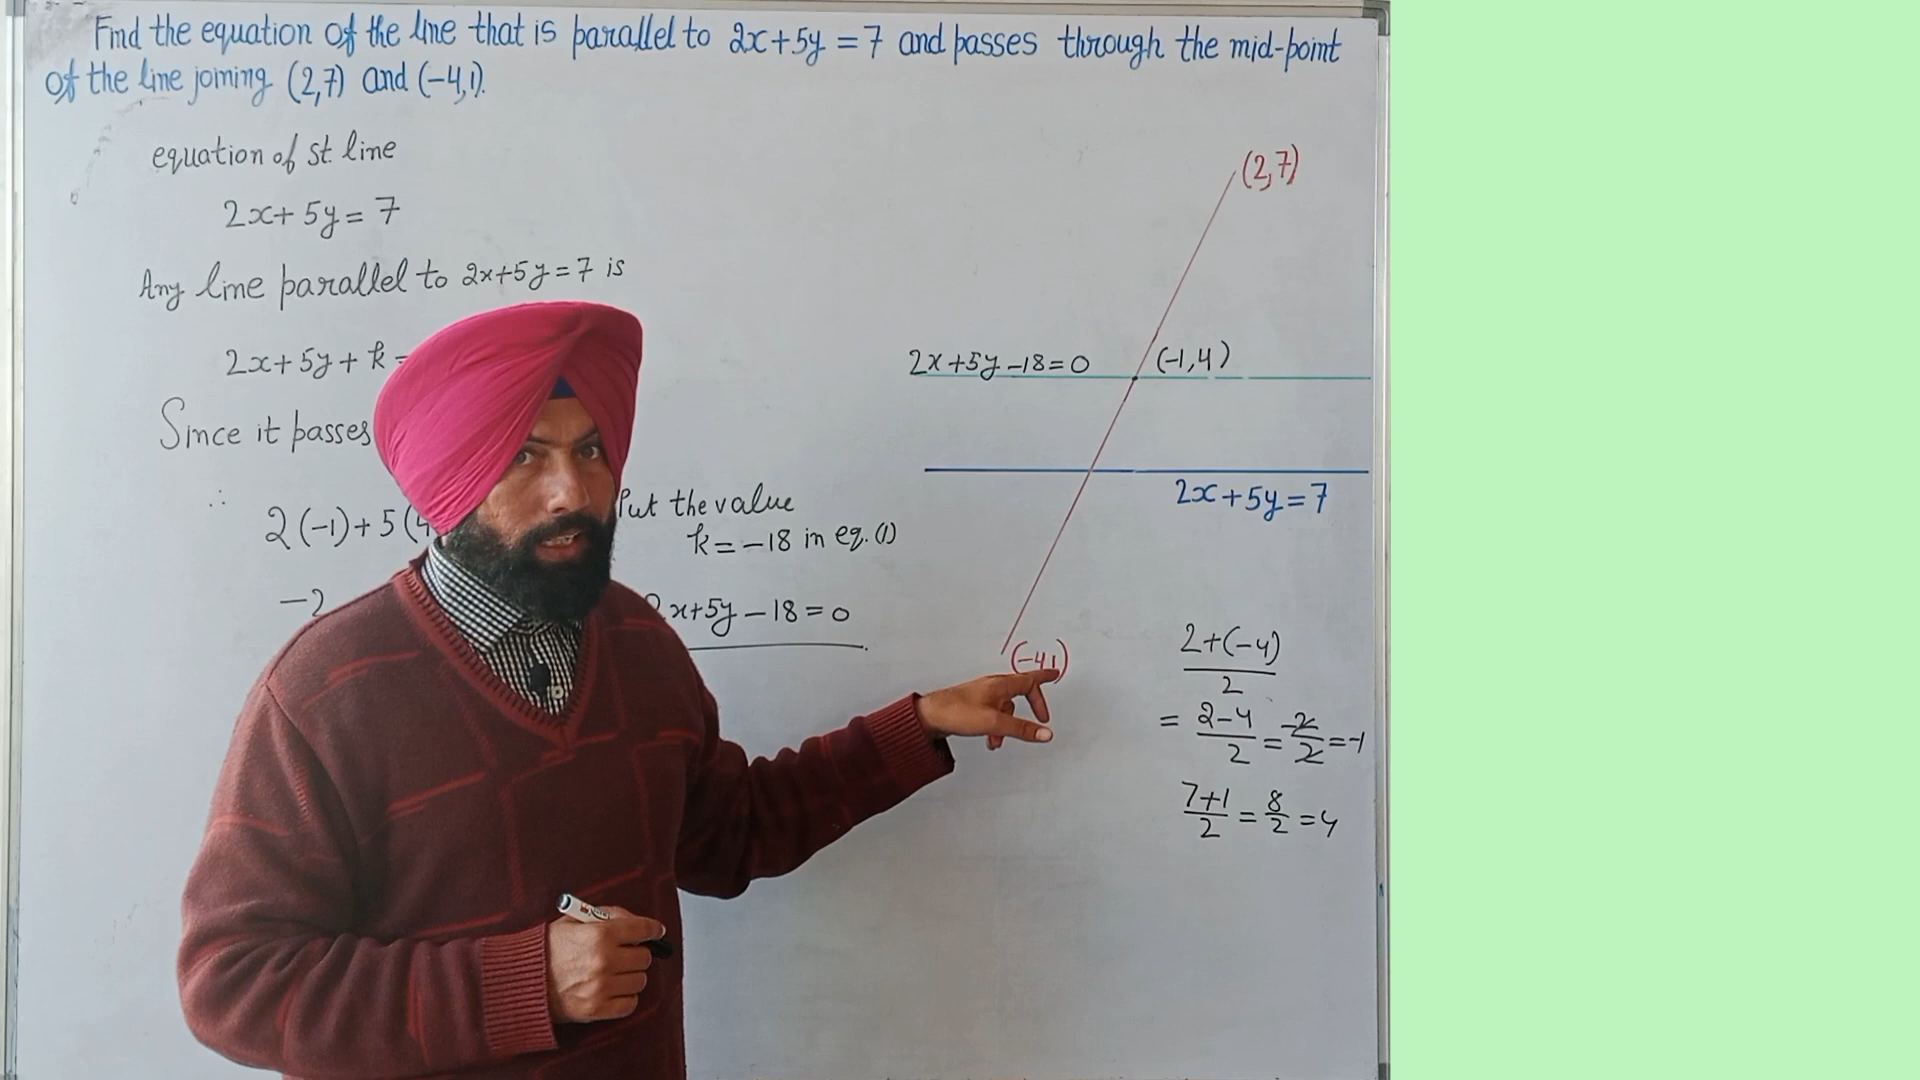 Find the equation of the line that is parallel to 2x+5y=7 and passes through the mid-point
of the line joining (2,7) and (-4,1).
equation of st. line
2x+5y=7
Any line parallel to 2x+5y=7 is
2x+5y+k=
Since it passes
∴ 2(-1)+5(4
-2
Put the value
k=-18 in eq. (1)
2x+5y-18=0
(2,7)
2x+5y-18=0
(-1,4)
2x+5y=7
(-4,1)
2+(-4)/2
= 2-4/2 = -2/2 = -1
7+1/2 = 8/2 = 4